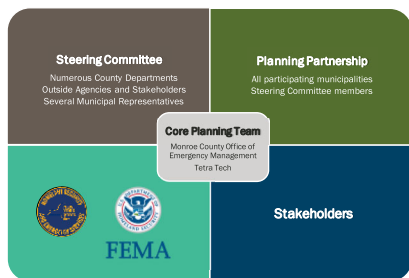 Steering Committee
Numerous County Departments
Outside Agencies and Stakeholders
Several Municipal Representatives
Planning Partnership
All participating municipalities
Steering Committee members
Core Planning Team
Monroe County Office of
Emergency Management
Tetra Tech
FEMA
Stakeholders